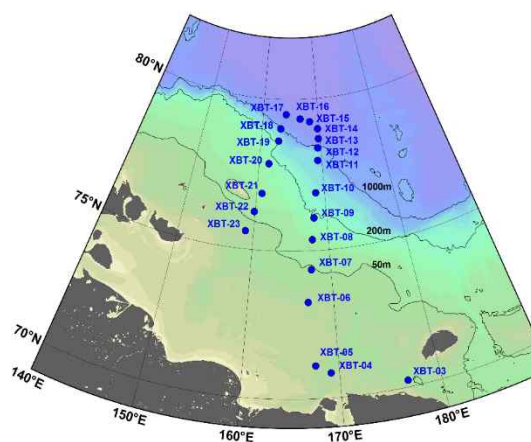 80°N
XBT-16
XBT-17
XBT-15
XBT-18
XBT-14
XBT-13
XBT-19
XBT-12
XBT-20
XBT-11
1000m
XBT-21
XBT-10
75°N
XBT-22
XBT-09
XBT-23
200m
XBT-08
50m
XBT-07
XBT-06
70°N
XBT-05
XBT-04
XBT-03
140°E
150°E
160°E
170°E
180°E